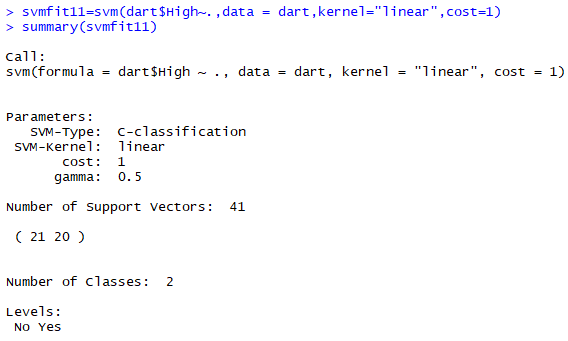 > svmfit11=svm(dart$High~.,data = dart,kernel="linear",cost=1)
> summary(svmfit11)
Call:
svm(formula = dart$High ~ ., data = dart, kernel = "linear", cost = 1)
Parameters:
SVM-Type: C-classification
SVM-Kernel: linear
cost: 1
gamma: 0.5
Number of Support Vectors: 41
( 21 20 )
Number of Classes: 2
Levels:
No Yes